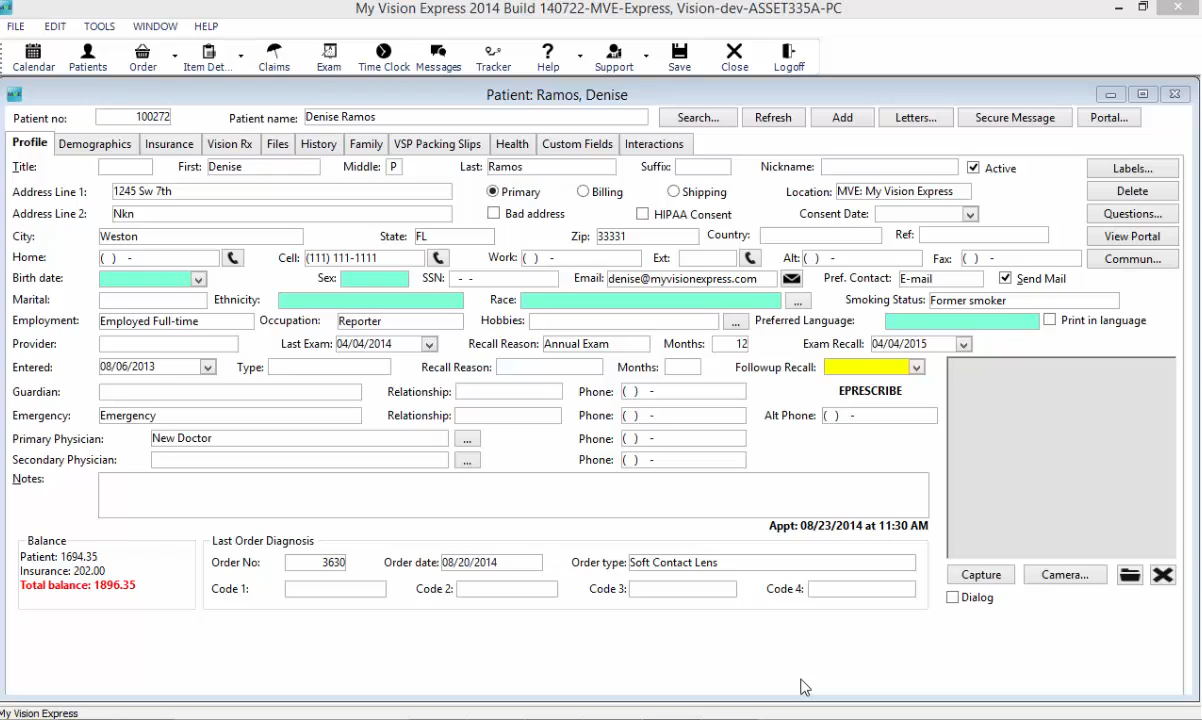 My Vision Express 2014 Build 140722-MVE-Express, Vision-dev-ASSET335A-PC
FILE EDIT TOOLS WINDOW HELP
Calendar Patients Order Item Det... Claims Exam Time Clock Messages Tracker Help Support Save Close Logoff
Patient: Ramos, Denise
Patient no: 100272 Patient name: Denise Ramos Search... Refresh Add Letters... Secure Message Portal...
Profile Demographics Insurance Vision Rx Files History Family VSP Packing Slips Health Custom Fields Interactions
Title: First: Denise Middle: P Last: Ramos Suffix: Nickname: Active Labels...
Address Line 1: 1245 Sw 7th Primary Billing Shipping Location: MVE: My Vision Express Delete
Address Line 2: Nkn Bad address HIPAA Consent Consent Date: Questions...
City: Weston State: FL Zip: 33331 Country: Ref: View Portal
Home: ( ) - Cell: (111) 111-1111 Work: ( ) - Ext: Alt: ( ) - Fax: ( ) - Commun...
Birth date: Sex: SSN: - - Email: denise@myvisionexpress.com Pref. Contact: E-mail Send Mail
Marital: Ethnicity: Race: ... Smoking Status: Former smoker
Employment: Employed Full-time Occupation: Reporter Hobbies: ... Preferred Language: Print in language
Provider: Last Exam: 04/04/2014 Recall Reason: Annual Exam Months: 12 Exam Recall: 04/04/2015
Entered: 08/06/2013 Type: Recall Reason: Months: Followup Recall:
Guardian: Relationship: Phone: ( ) - EPRESCRIBE
Emergency: Emergency Relationship: Phone: ( ) - Alt Phone: ( ) -
Primary Physician: New Doctor ... Phone: ( ) -
Secondary Physician: ... Phone: ( ) -
Notes:
Appt: 08/23/2014 at 11:30 AM
Balance Last Order Diagnosis
Patient: 1694.35 Order No: 3630 Order date: 08/20/2014 Order type: Soft Contact Lens
Insurance: 202.00
Total balance: 1896.35 Code 1: Code 2: Code 3: Code 4:
Capture Camera...
Dialog
My Vision Express